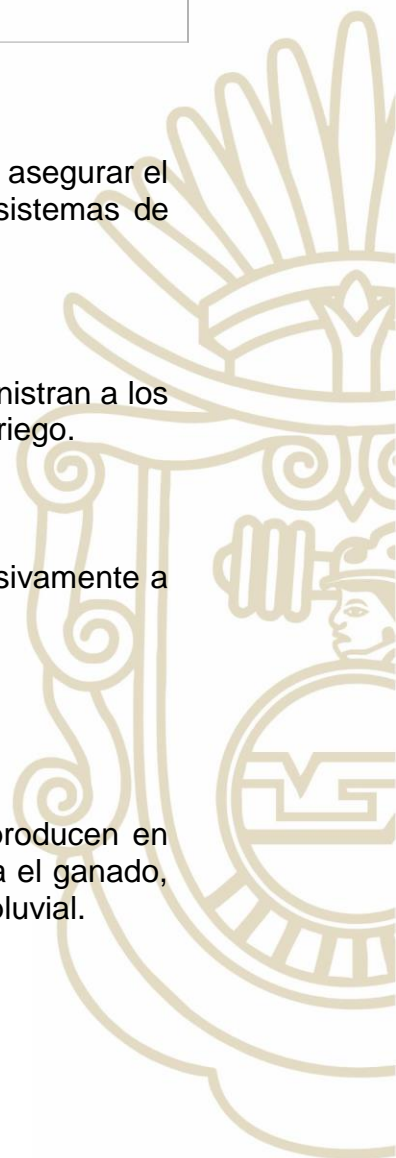 asegurar el
sistemas de
nistran a los
riego.
sivamente a
producen en
a el ganado,
pluvial.